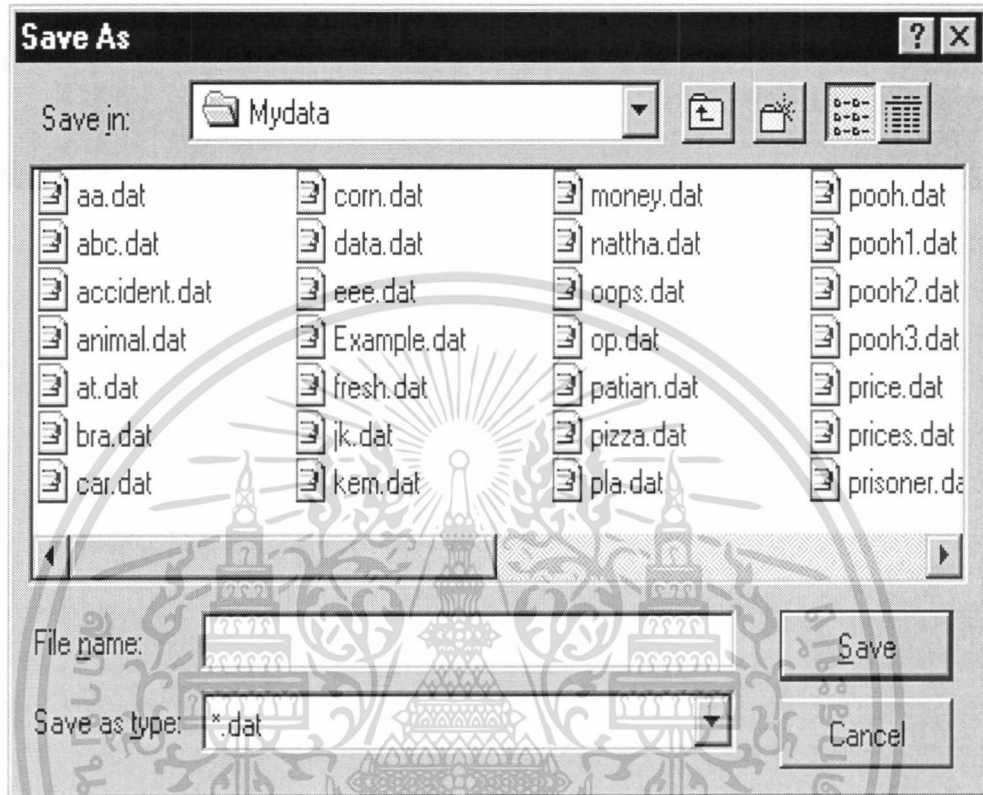 Save As
Save in: Mydata
aa.dat corn.dat money.dat pooh.dat
abc.dat data.dat nattha.dat pooh1.dat
accident.dat eee.dat oops.dat pooh2.dat
animal.dat Example.dat op.dat pooh3.dat
at.dat fresh.dat patian.dat price.dat
bra.dat jk.dat pizza.dat prices.dat
car.dat kem.dat pla.dat prisoner.da
File name: Save
Save as type: *.dat Cancel